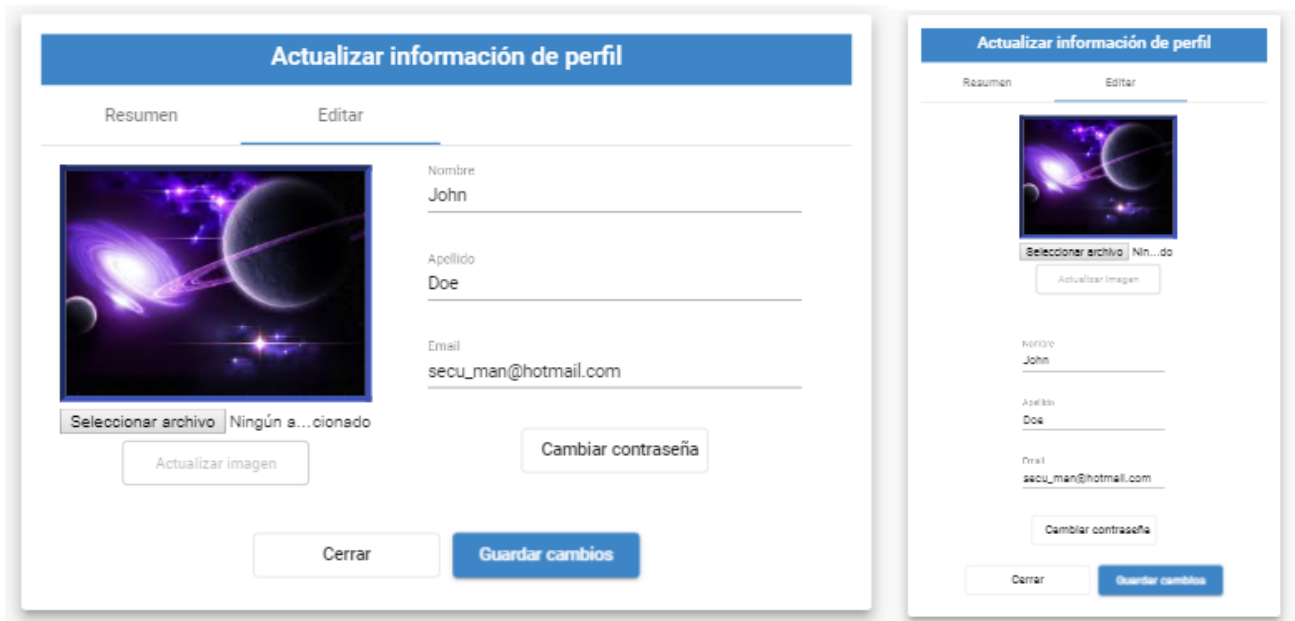 Actualizar información de perfil
Resumen Editar
Nombre
John
Apellido
Doe
Email
secu_man@hotmail.com
Seleccionar archivo Ningún a...cionado
Actualizar imagen
Cambiar contraseña
Cerrar Guardar cambios
Actualizar información de perfil
Resumen Editar
Seleccionar archivo Nin...do
Actualizar imagen
Nombre
John
Apellido
Doe
Email
secu_man@hotmail.com
Cambiar contraseña
Cerrar Guardar cambios